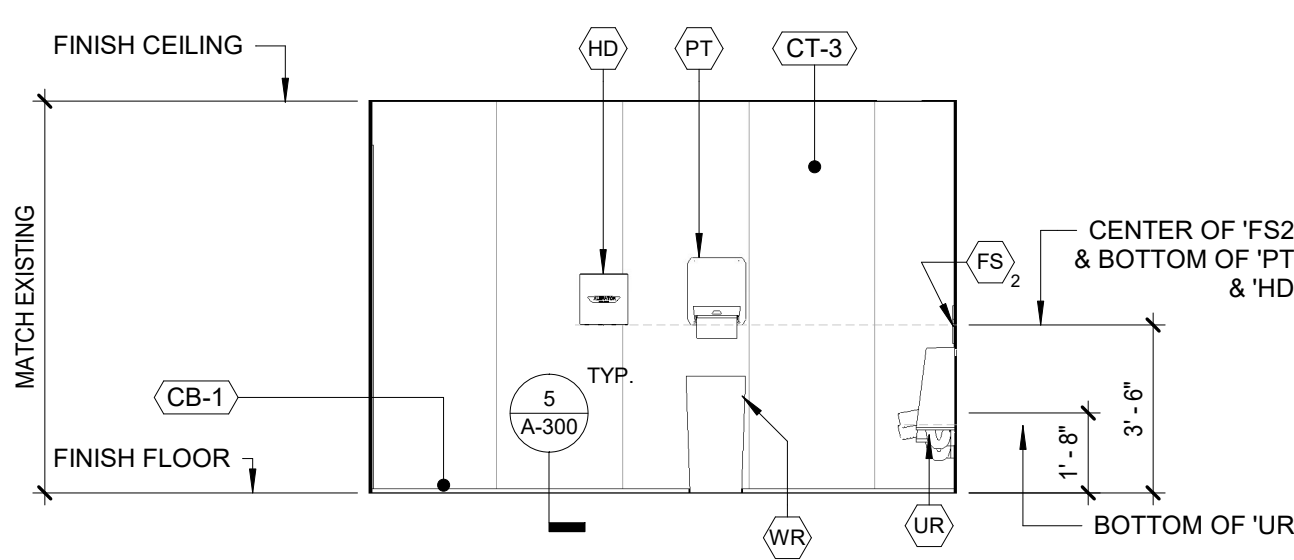 FINISH CEILING
HD
PT
CT-3
MATCH EXISTING
CENTER OF 'FS2
& BOTTOM OF 'PT
& 'HD
FS
2
TYP.
CB-1
5
A-300
3' - 6"
1' - 8"
FINISH FLOOR
WR
UR
BOTTOM OF 'UR